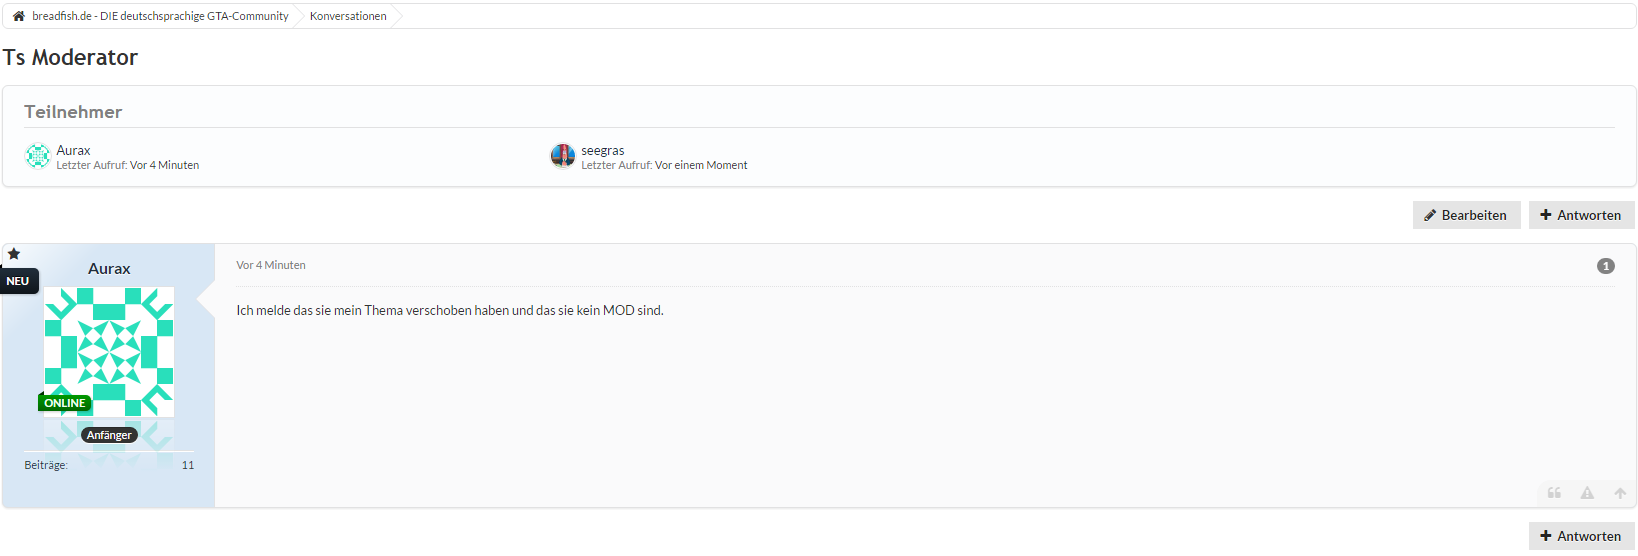 breadfish.de - DIE deutschsprachige GTA-Community Konversationen
Ts Moderator
Teilnehmer
Aurax
Letzter Aufruf: Vor 4 Minuten
seegras
Letzter Aufruf: Vor einem Moment
Bearbeiten Antworten
NEU
Aurax
ONLINE
Anfänger
Beiträge: 11
Vor 4 Minuten 1
Ich melde das sie mein Thema verschoben haben und das sie kein MOD sind.
Antworten